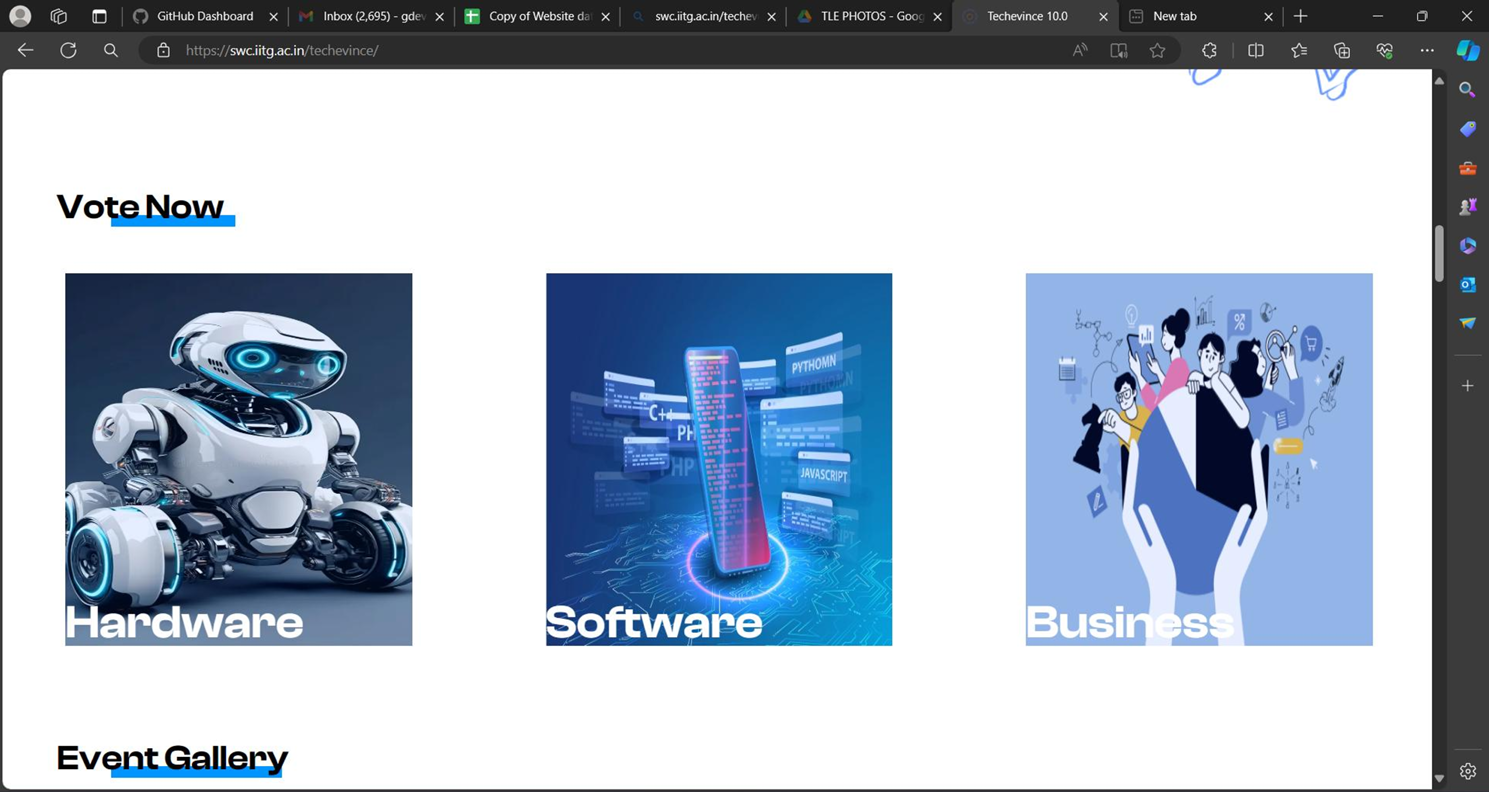 GitHub Dashboard
Inbox (2,695) - gdev
Copy of Website dat
swc.iitg.ac.in/techev
TLE PHOTOS - Goog
Techevince 10.0
New tab
https://swc.iitg.ac.in/techevince/
Vote Now
PYTHOMN
C++
PHP
JAVASCRIPT
%
Hardware
Software
Business
Event Gallery